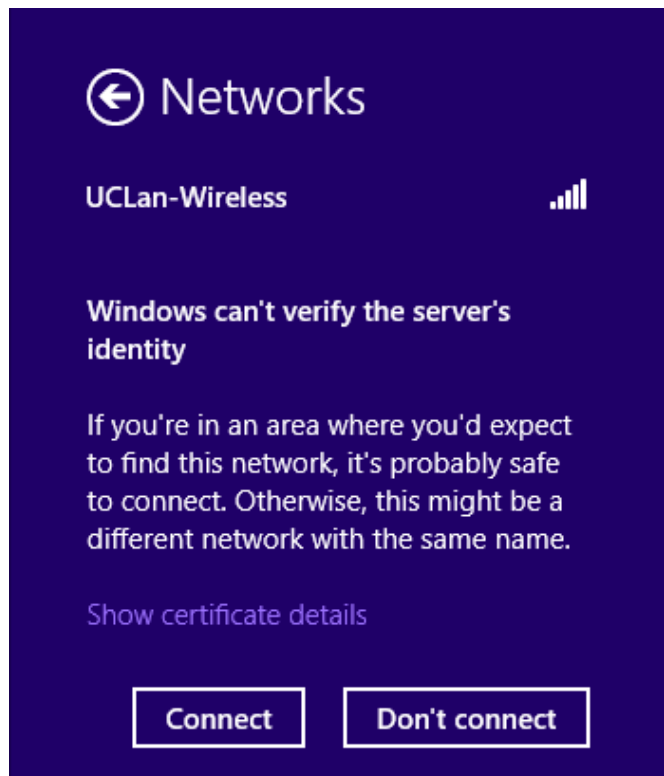 Networks
UCLan-Wireless
Windows can't verify the server's
identity
If you're in an area where you'd expect
to find this network, it's probably safe
to connect. Otherwise, this might be a
different network with the same name.
Show certificate details
Connect Don't connect